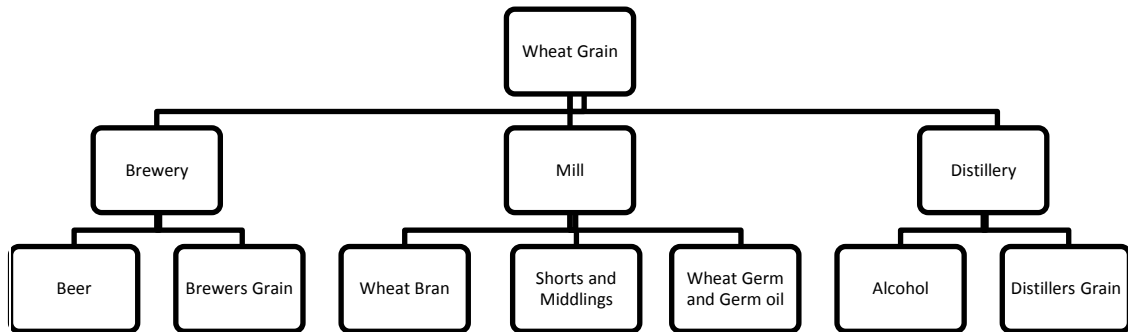 Wheat Grain
Brewery
Mill
Distillery
Beer
Brewers Grain
Wheat Bran
Shorts and
Middlings
Wheat Germ
and Germ oil
Alcohol
Distillers Grain